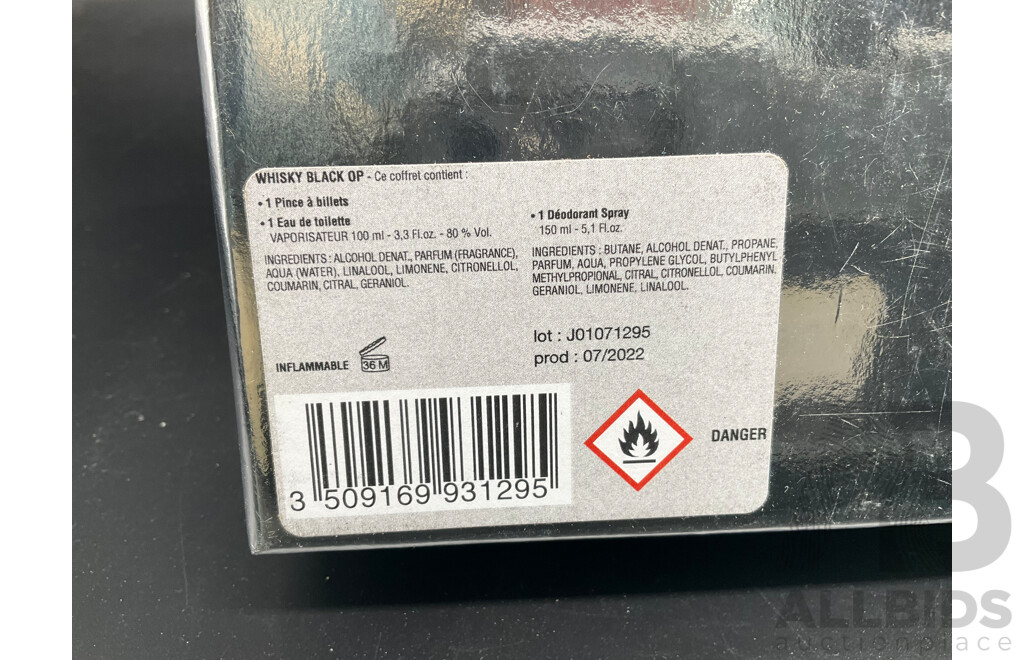 WHISKY BLACK OP - Ce coffret contient :
• 1 Pince à billets
• 1 Eau de toilette
VAPORISATEUR 100 ml - 3,3 Fl.oz. - 80 % Vol.
INGREDIENTS : ALCOHOL DENAT., PARFUM (FRAGRANCE),
AQUA (WATER), LINALOOL, LIMONENE, CITRONELLOL,
COUMARIN, CITRAL, GERANIOL.
• 1 Déodorant Spray
150 ml - 5,1 Fl.oz.
INGREDIENTS : BUTANE, ALCOHOL DENAT., PROPANE,
PARFUM, AQUA, PROPYLENE GLYCOL, BUTYLPHENYL
METHYLPROPIONAL, CITRAL, CITRONELLOL, COUMARIN,
GERANIOL, LIMONENE, LINALOOL.
lot : J01071295
prod : 07/2022
INFLAMMABLE
36 M
DANGER
3 509169 931295
B
ALLBIDS
auctionplace